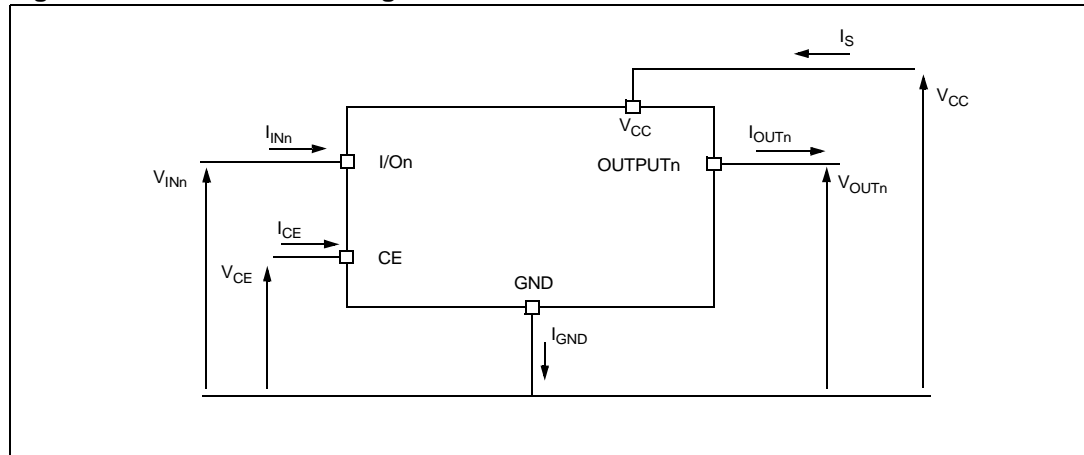 I_S
V_CC
V_CC
I_INn
I_OUTn
I/On
OUTPUTn
V_INn
V_OUTn
I_CE
CE
V_CE
GND
I_GND